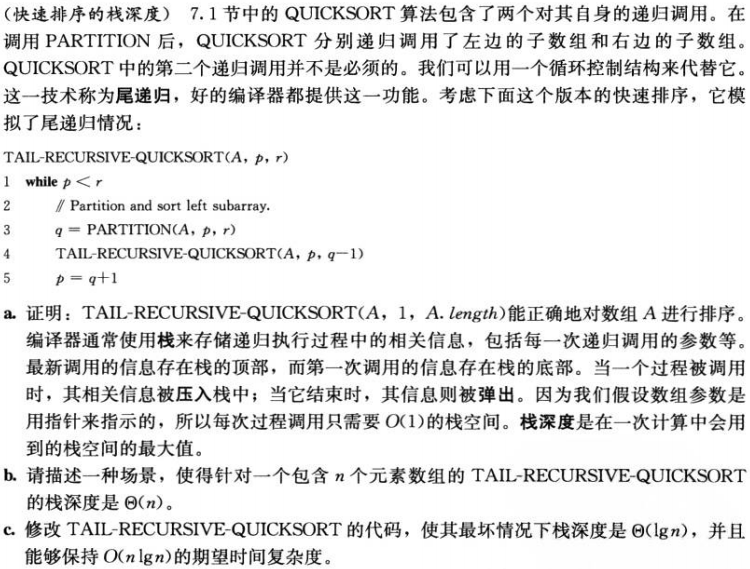 (快速排序的栈深度) 7.1节中的 QUICKSORT 算法包含了两个对其自身的递归调用。在
调用 PARTITION 后，QUICKSORT 分别递归调用了左边的子数组和右边的子数组。
QUICKSORT 中的第二个递归调用并不是必须的。我们可以用一个循环控制结构来代替它。
这一技术称为尾递归，好的编译器都提供这一功能。考虑下面这个版本的快速排序，它模
拟了尾递归情况：
TAIL-RECURSIVE-QUICKSORT(A, p, r)
1 while p < r
2 // Partition and sort left subarray.
3 q = PARTITION(A, p, r)
4 TAIL-RECURSIVE-QUICKSORT(A, p, q−1)
5 p = q+1
a. 证明：TAIL-RECURSIVE-QUICKSORT(A, 1, A. length)能正确地对数组 A 进行排序。
编译器通常使用栈来存储递归执行过程中的相关信息，包括每一次递归调用的参数等。
最新调用的信息存在栈的顶部，而第一次调用的信息存在栈的底部。当一个过程被调用
时，其相关信息被压入栈中；当它结束时，其信息则被弹出。因为我们假设数组参数是
用指针来指示的，所以每次过程调用只需要 O(1)的栈空间。栈深度是在一次计算中会用
到的栈空间的最大值。
b. 请描述一种场景，使得针对一个包含 n 个元素数组的 TAIL-RECURSIVE-QUICKSORT
的栈深度是 Θ(n)。
c. 修改 TAIL-RECURSIVE-QUICKSORT 的代码，使其最坏情况下栈深度是 Θ(lgn)，并且
能够保持 O(nlgn)的期望时间复杂度。